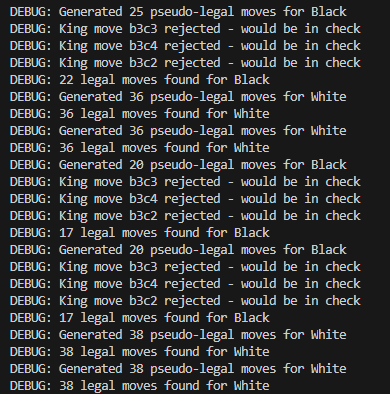 DEBUG: Generated 25 pseudo-legal moves for Black
DEBUG: King move b3c3 rejected - would be in check
DEBUG: King move b3c4 rejected - would be in check
DEBUG: King move b3c2 rejected - would be in check
DEBUG: 22 legal moves found for Black
DEBUG: Generated 36 pseudo-legal moves for White
DEBUG: 36 legal moves found for White
DEBUG: Generated 36 pseudo-legal moves for White
DEBUG: 36 legal moves found for White
DEBUG: Generated 20 pseudo-legal moves for Black
DEBUG: King move b3c3 rejected - would be in check
DEBUG: King move b3c4 rejected - would be in check
DEBUG: King move b3c2 rejected - would be in check
DEBUG: 17 legal moves found for Black
DEBUG: Generated 20 pseudo-legal moves for Black
DEBUG: King move b3c3 rejected - would be in check
DEBUG: King move b3c4 rejected - would be in check
DEBUG: King move b3c2 rejected - would be in check
DEBUG: 17 legal moves found for Black
DEBUG: Generated 38 pseudo-legal moves for White
DEBUG: 38 legal moves found for White
DEBUG: Generated 38 pseudo-legal moves for White
DEBUG: 38 legal moves found for White